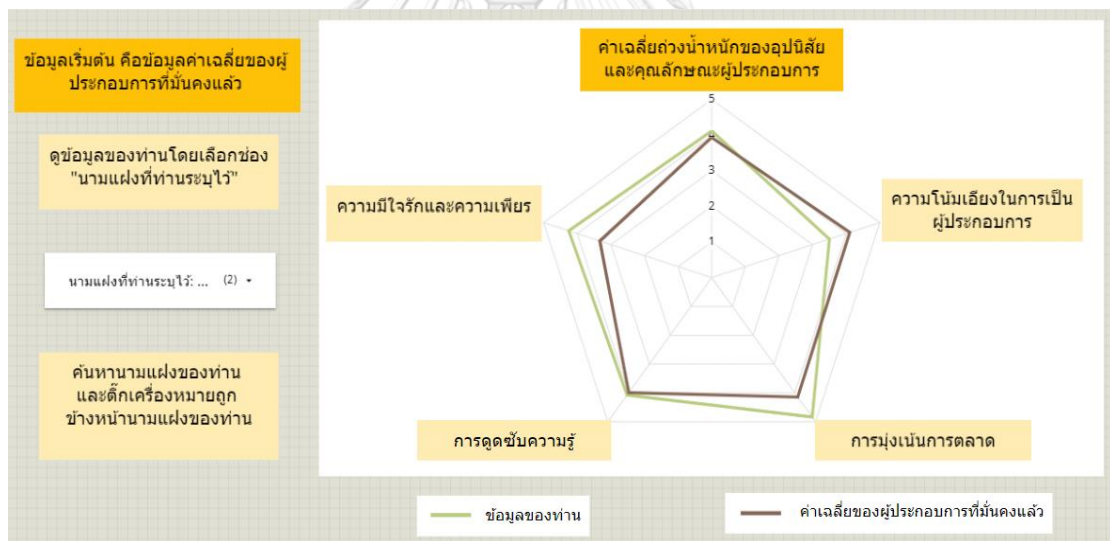 ข้อมูลเริ่มต้น คือข้อมูลค่าเฉลี่ยของผู้
ประกอบการที่มั่นคงแล้ว
ดูข้อมูลของท่านโดยเลือกช่อง
"นามแฝงที่ท่านระบุไว้"
นามแฝงที่ท่านระบุไว้: ... (2)
ค้นหานามแฝงของท่าน
และติ๊กเครื่องหมายถูก
ข้างหน้านามแฝงของท่าน
ค่าเฉลี่ยถ่วงน้ำหนักของอุปนิสัย
และคุณลักษณะผู้ประกอบการ
5
3
2
1
ความมีใจรักและความเพียร
ความโน้มเอียงในการเป็น
ผู้ประกอบการ
การดูดซับความรู้
การมุ่งเน้นการตลาด
ข้อมูลของท่าน
ค่าเฉลี่ยของผู้ประกอบการที่มั่นคงแล้ว